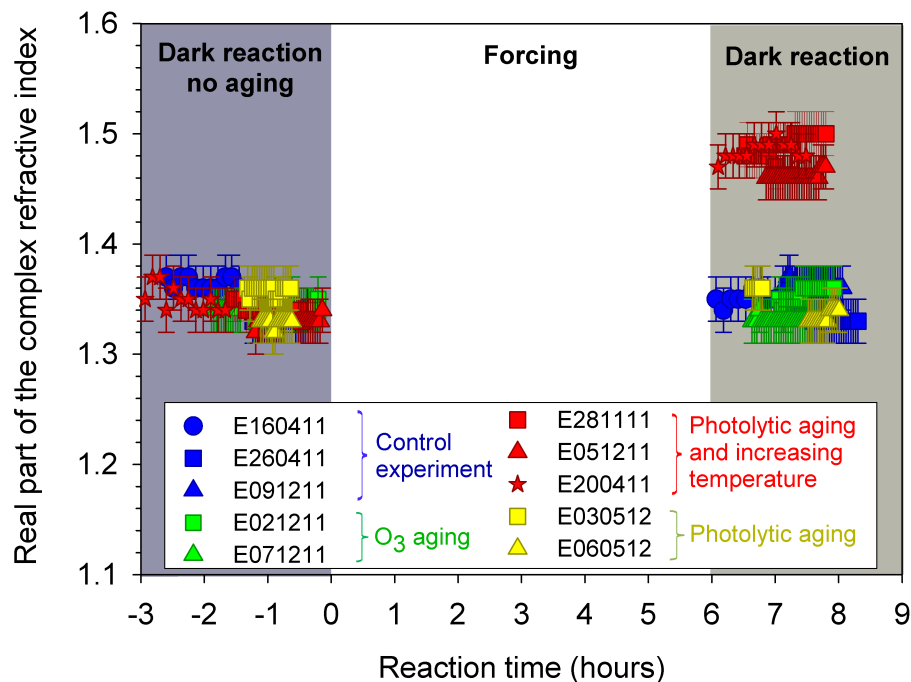 Real part of the complex refractive index
1.6
1.5
1.4
1.3
1.2
1.1
Dark reaction
no aging
Forcing
Dark reaction
E160411
E260411
E091211
Control
experiment
E021211
E071211
O3 aging
E281111
E051211
E200411
Photolytic aging
and increasing
temperature
E030512
E060512
Photolytic aging
-3 -2 -1 0 1 2 3 4 5 6 7 8 9
Reaction time (hours)